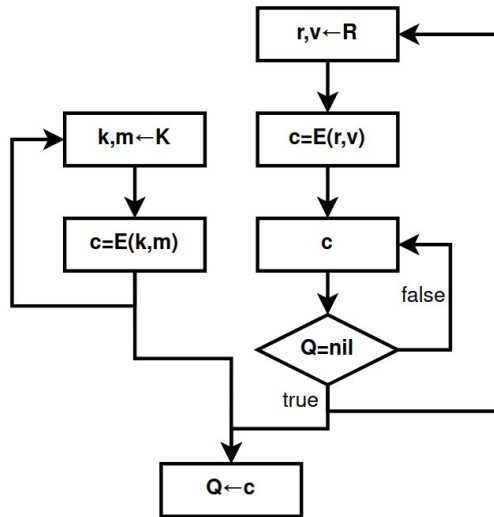 r,v←R
k,m←K
c=E(r,v)
c=E(k,m)
c
false
Q=nil
true
Q←c